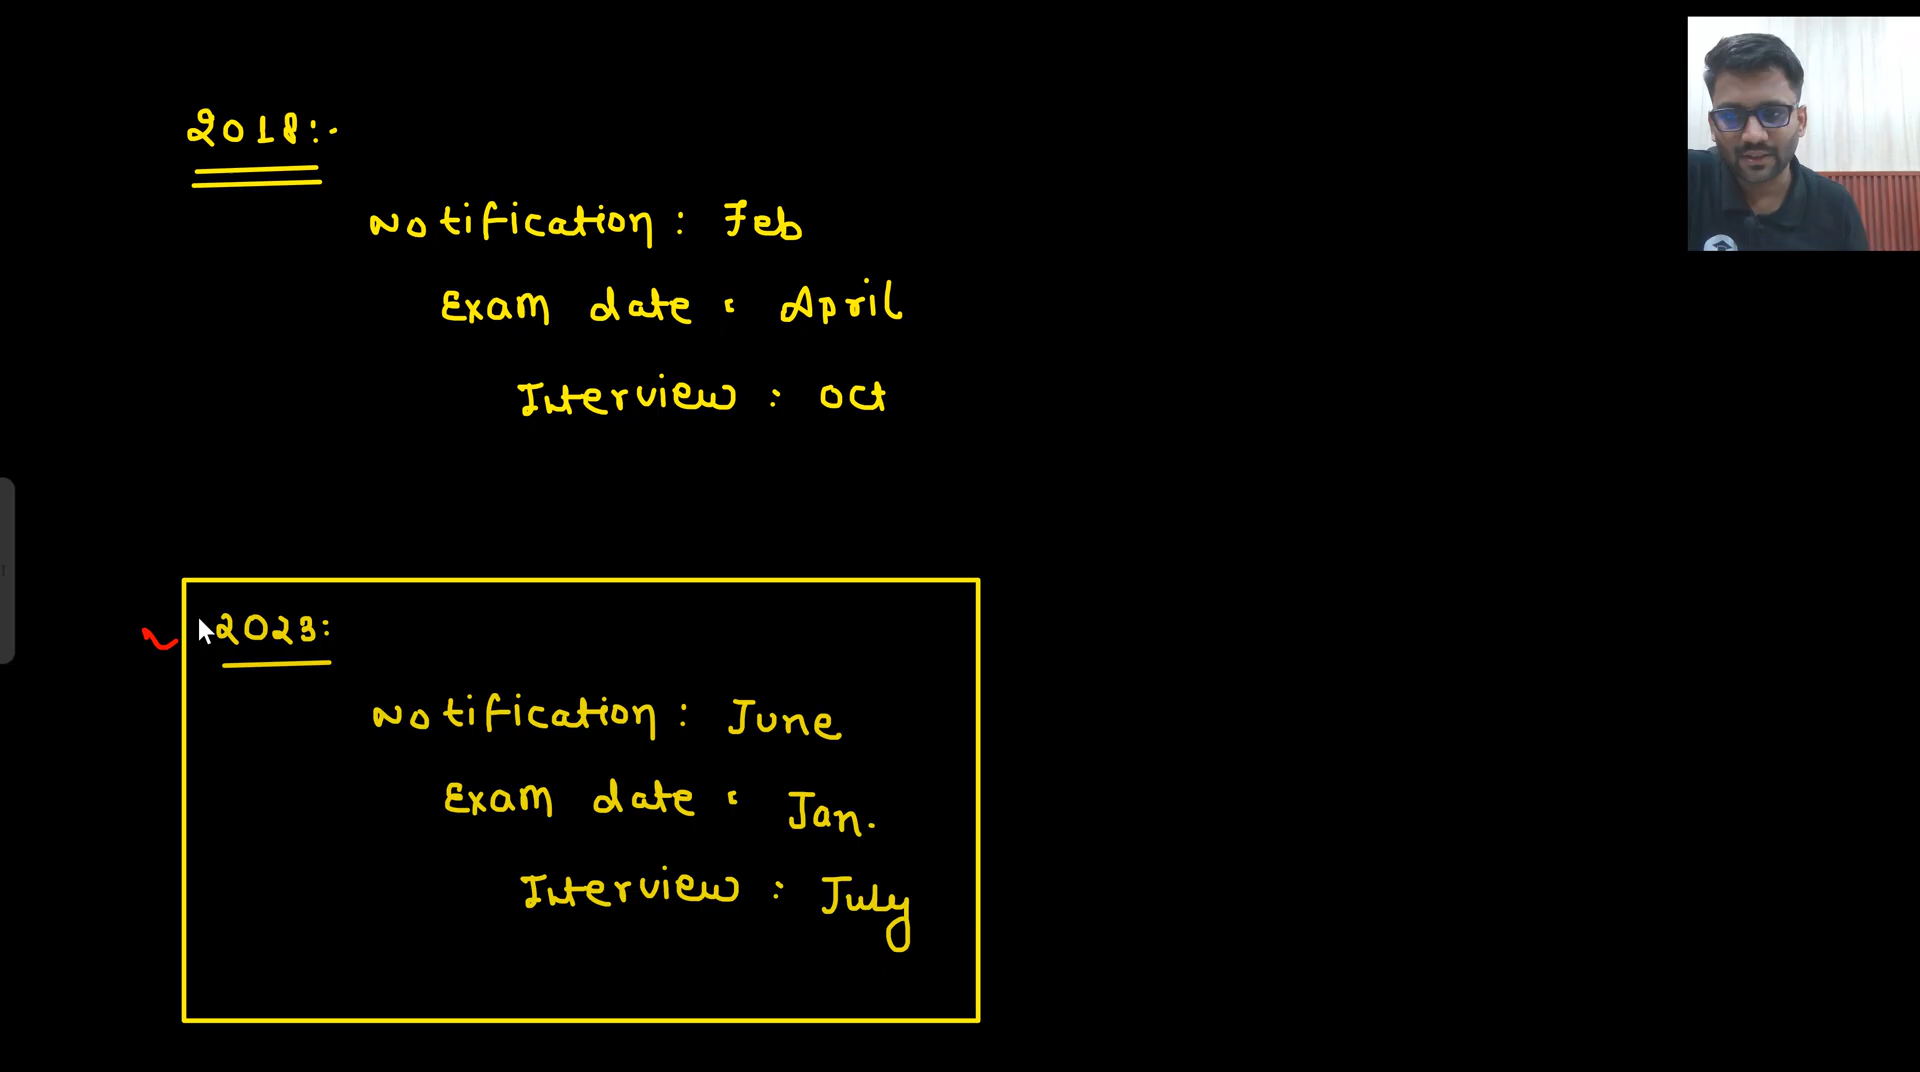 2018:-
Notification: Feb
Exam date: April
Interview: Oct
2023:
Notification: June
Exam date: Jan.
Interview: July